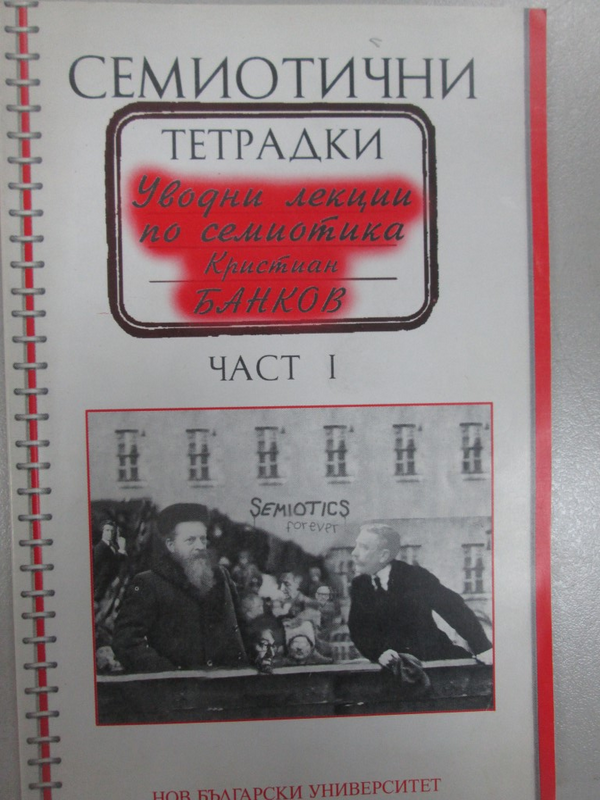 СЕМИОТИЧНИ
ТЕТРАДКИ
Уводни лекции
по семиотика
Кристиан
БАНКОВ
ЧАСТ I
SEMIOTICS
forever
НОВ БЪЛГАРСКИ УНИВЕРСИТЕТ